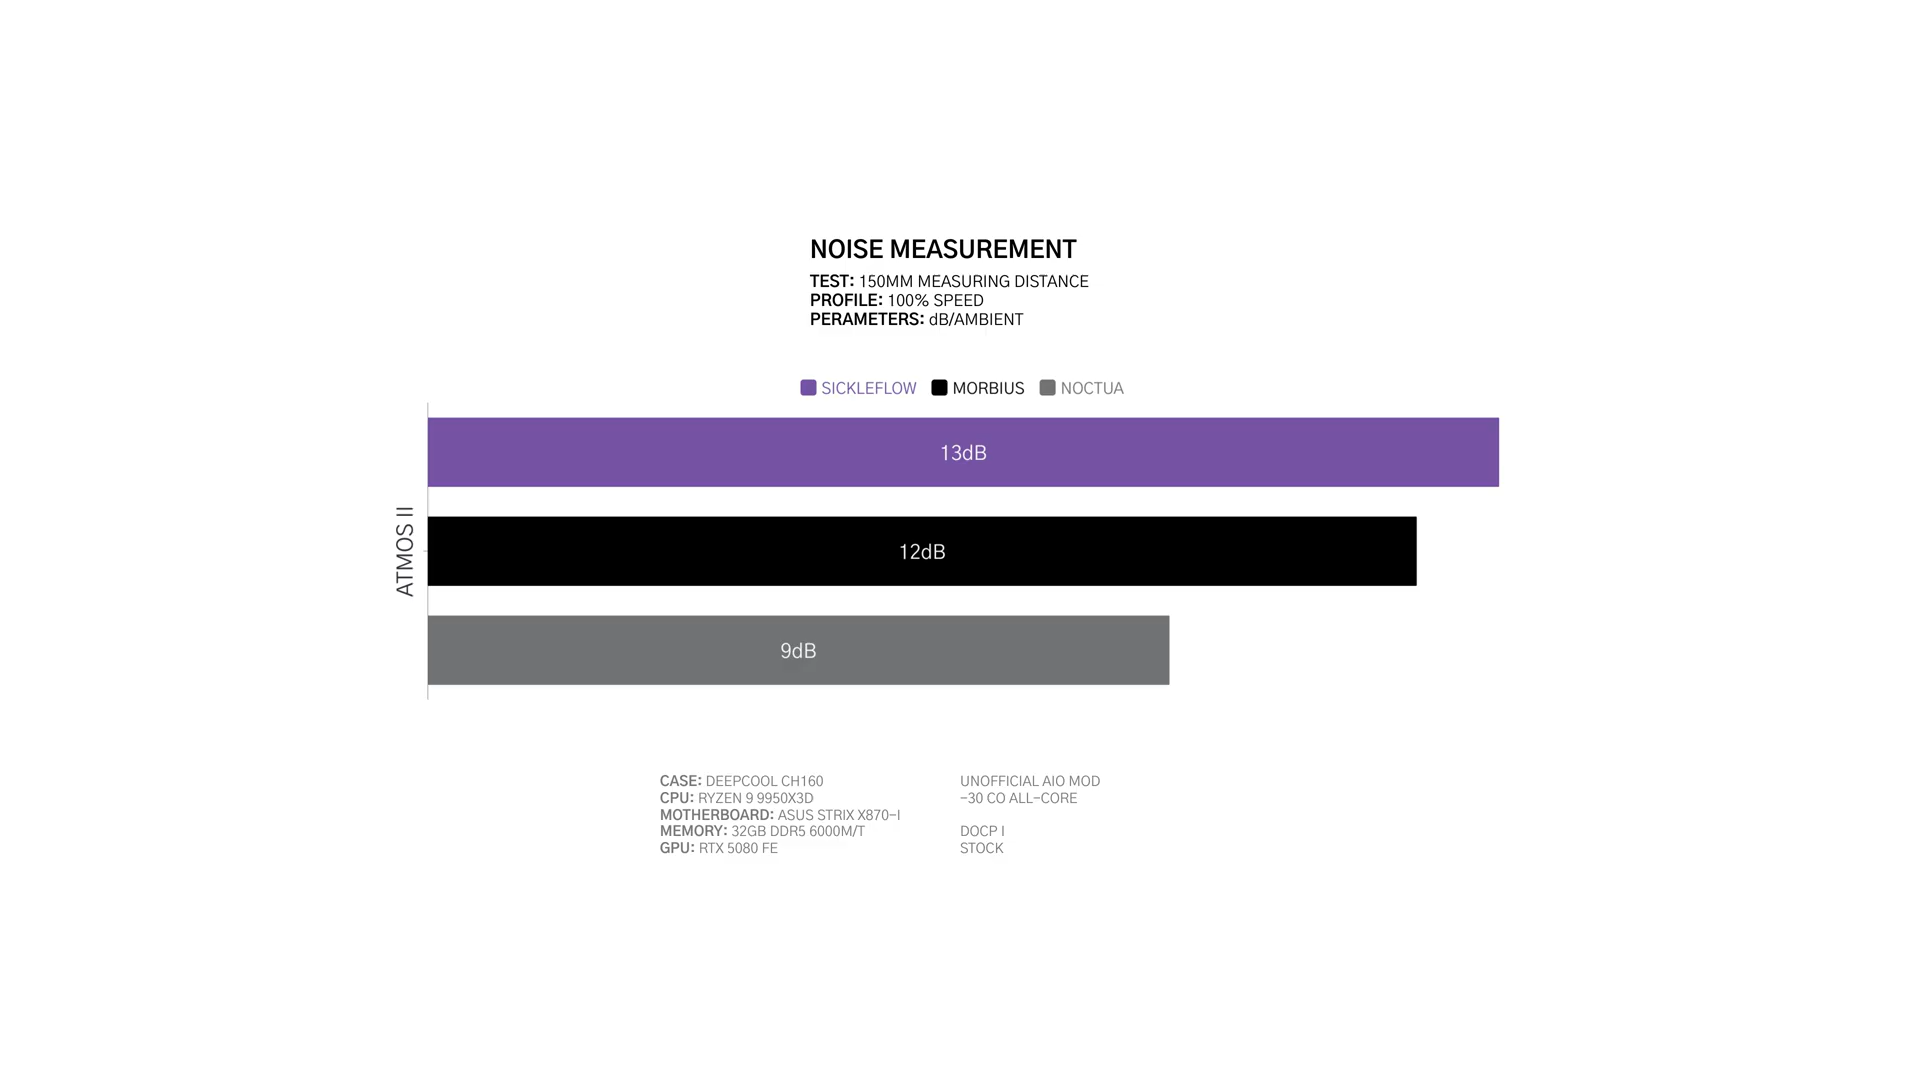 NOISE MEASUREMENT
TEST: 150MM MEASURING DISTANCE
PROFILE: 100% SPEED
PERAMETERS: dB/AMBIENT
SICKLEFLOW MORBIUS NOCTUA
13dB
ATMOS II
12dB
9dB
CASE: DEEPCOOL CH160 UNOFFICIAL AIO MOD
CPU: RYZEN 9 9950X3D -30 CO ALL-CORE
MOTHERBOARD: ASUS STRIX X870-I
MEMORY: 32GB DDR5 6000M/T DOCP I
GPU: RTX 5080 FE STOCK